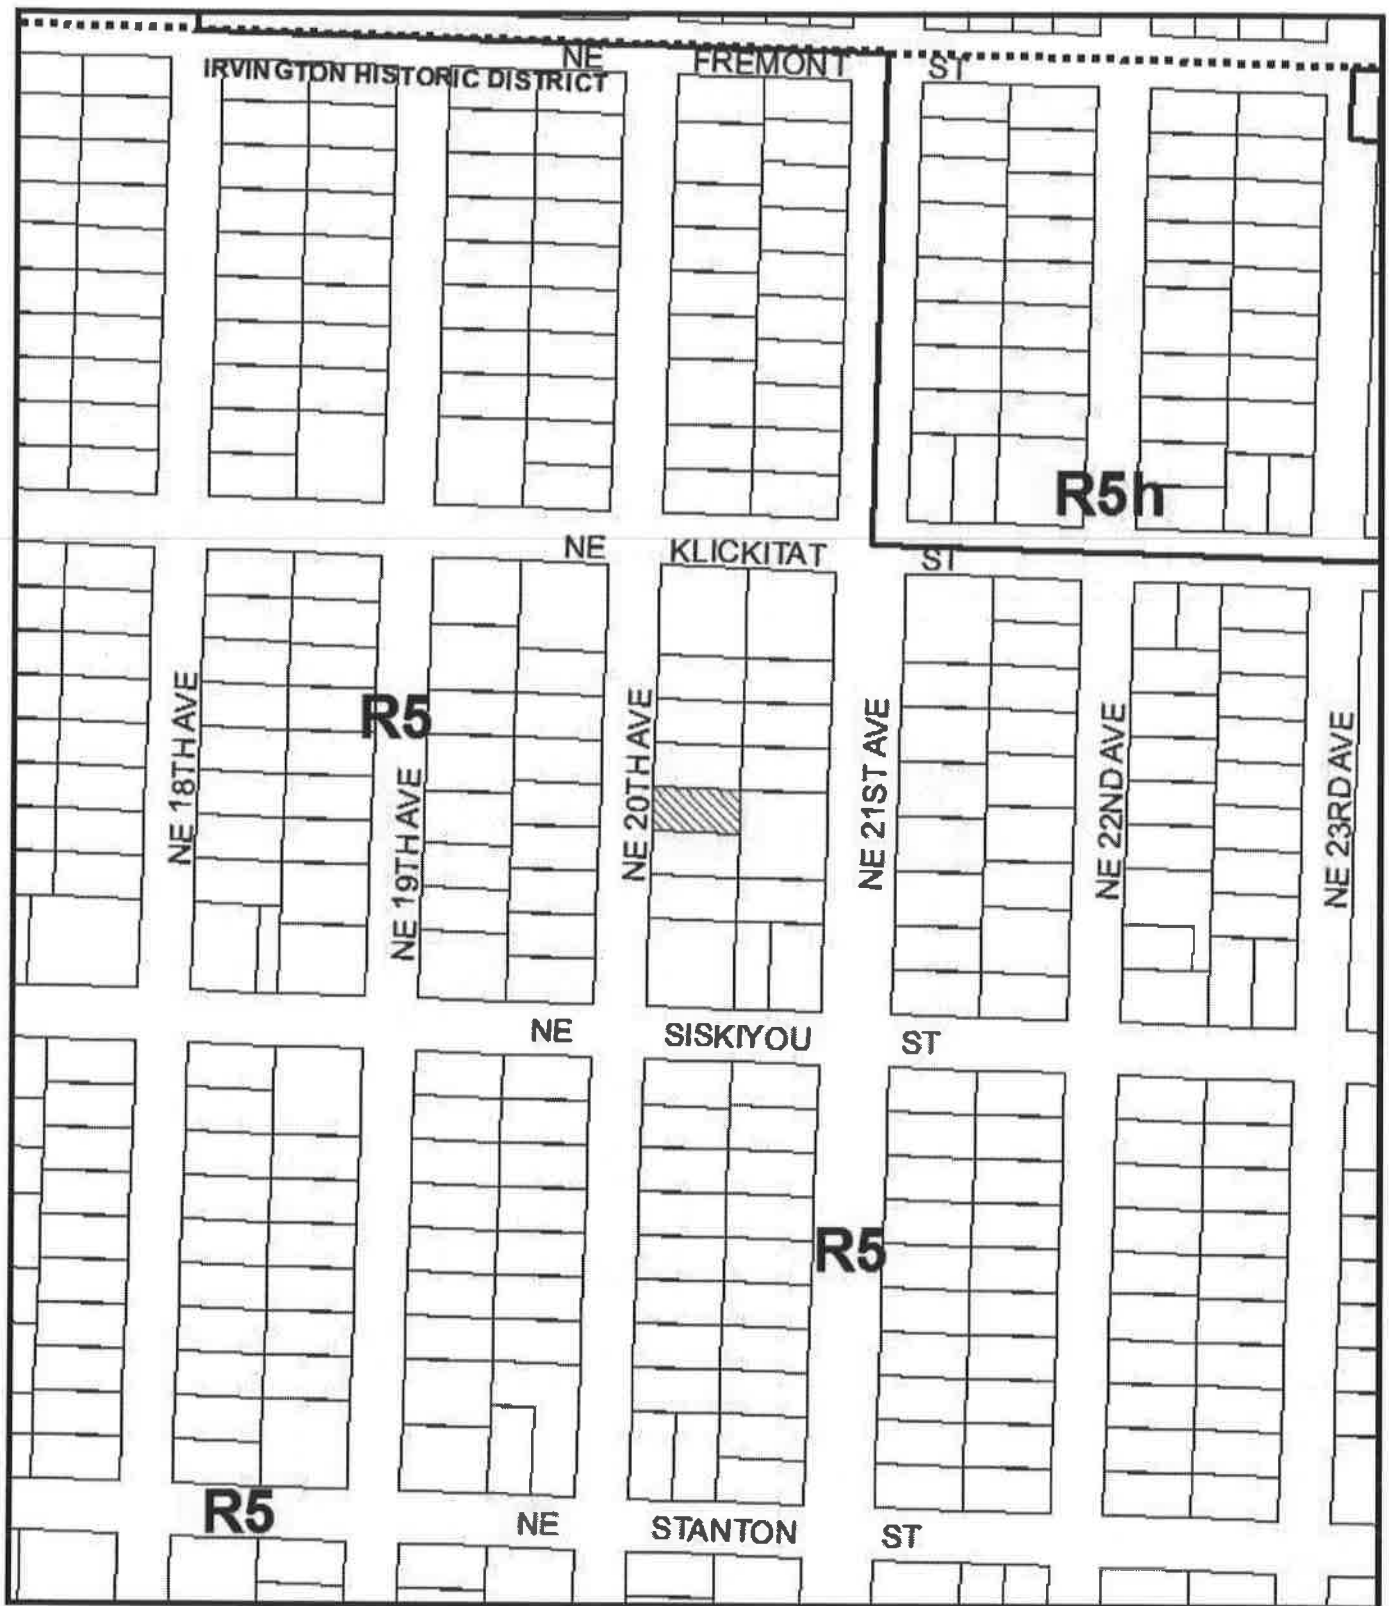 NE FREMONT ST
IRVINGTON HISTORIC DISTRICT
R5h
NE KLICKITAT ST
NE 18TH AVE
R5
NE 19TH AVE
NE 20TH AVE
NE 21ST AVE
NE 22ND AVE
NE 23RD AVE
NE SISKIYOU ST
R5
R5
NE STANTON ST